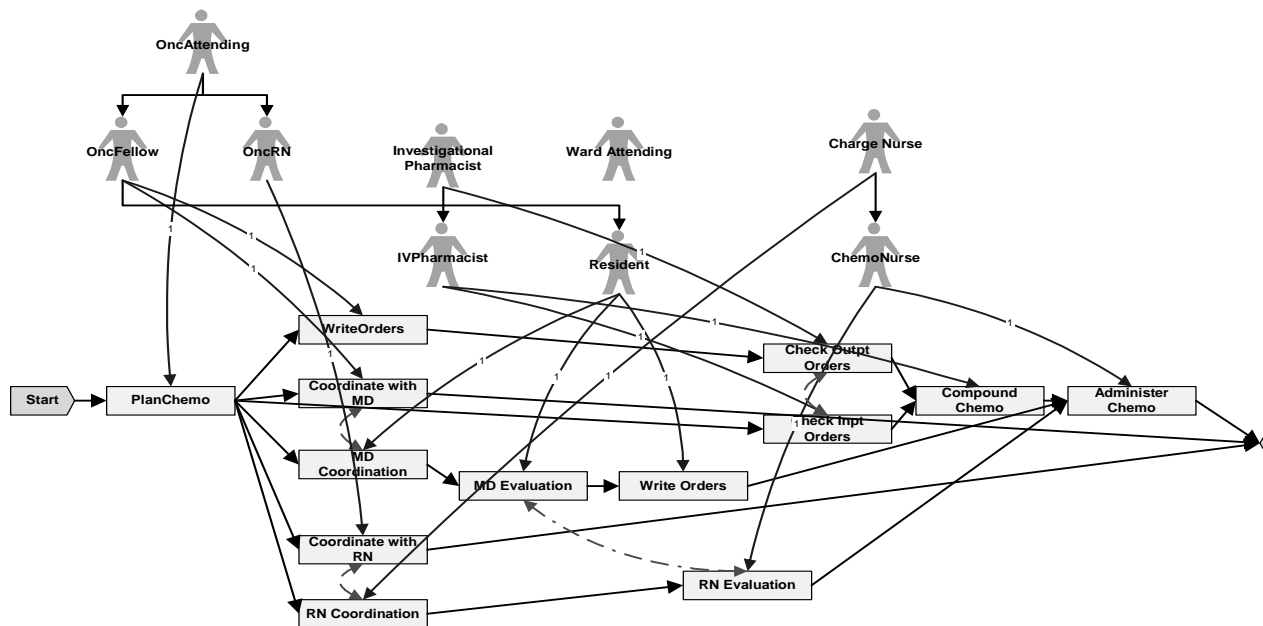 OncAttending
OncFellow
OncRN
Investigational
Pharmacist
Ward Attending
Charge Nurse
1
1
1
1
IVPharmacist
Resident
ChemoNurse
WriteOrders
1
1
1
1
1
1
1
1
Check Outpt
Orders
Start
PlanChemo
Coordinate with
MD
Compound
Chemo
Administer
Chemo
1
Check Inpt
Orders
MD
Coordination
MD Evaluation
Write Orders
Coordinate with
RN
RN Evaluation
RN Coordination